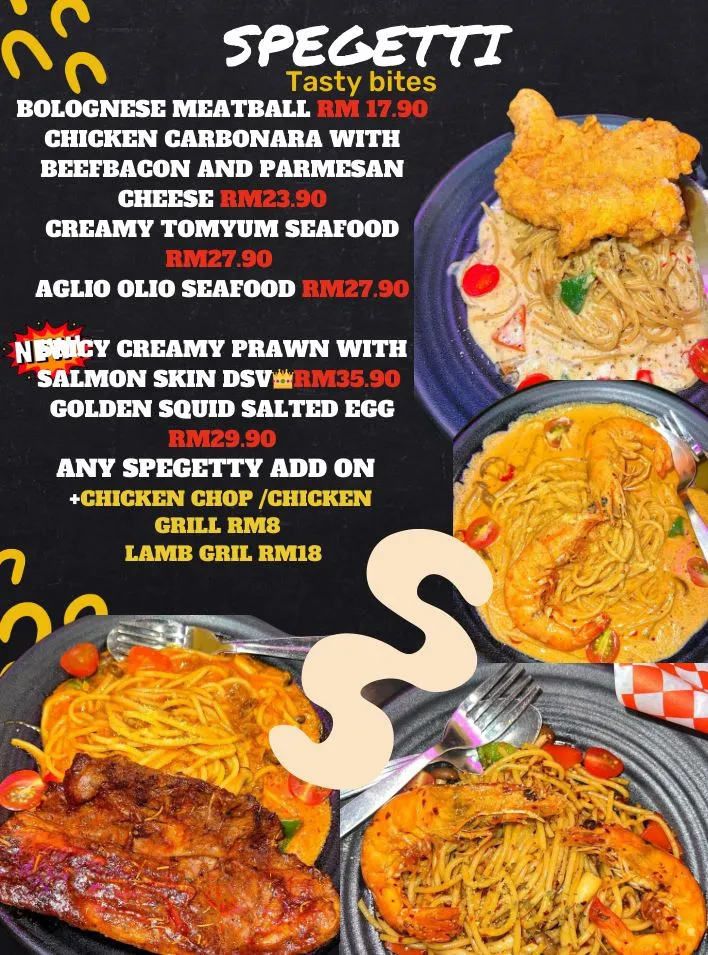 SPEGETTI
Tasty bites
BOLOGNESE MEATBALL RM 17.90
CHICKEN CARBONARA WITH
BEEFBACON AND PARMESAN
CHEESE RM23.90
CREAMY TOMYUM SEAFOOD
RM27.90
AGLIO OLIO SEAFOOD RM27.90
NEW! SPICY CREAMY PRAWN WITH
SALMON SKIN DSV👑RM35.90
GOLDEN SQUID SALTED EGG
RM29.90
ANY SPEGETTY ADD ON
+CHICKEN CHOP /CHICKEN
GRILL RM8
LAMB GRIL RM18